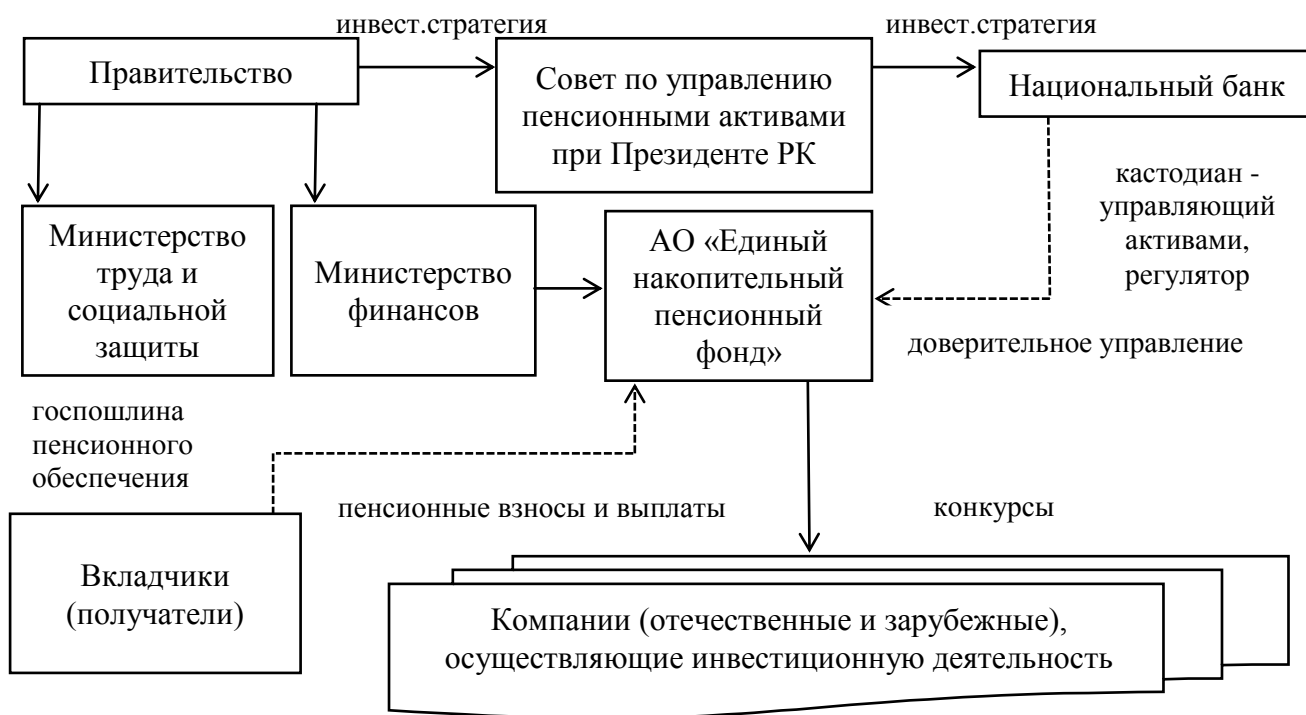 инвест.стратегия
инвест.стратегия
Правительство
Совет по управлению
пенсионными активами
при Президенте РК
Национальный банк
кастодиан -
управляющий
активами,
регулятор
Министерство
труда и
социальной
защиты
Министерство
финансов
АО «Единый
накопительный
пенсионный
фонд»
доверительное управление
госпошлина
пенсионного
обеспечения
пенсионные взносы и выплаты
конкурсы
Вкладчики
(получатели)
Компании (отечественные и зарубежные),
осуществляющие инвестиционную деятельность